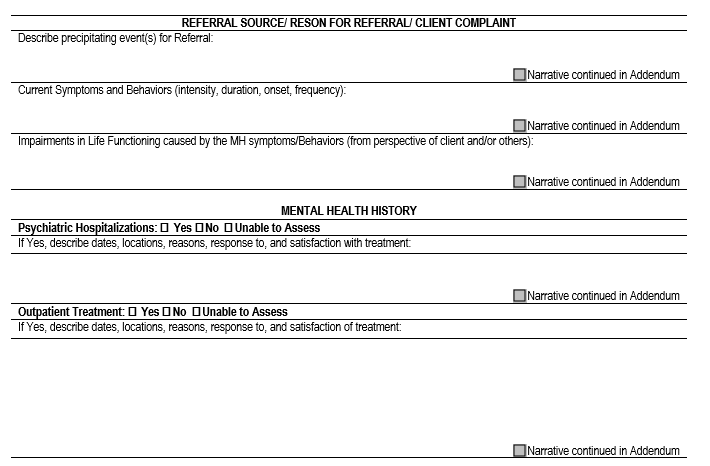 REFERRAL SOURCE/ RESON FOR REFERRAL/ CLIENT COMPLAINT
Describe precipitating event(s) for Referral:
Narrative continued in Addendum
Current Symptoms and Behaviors (intensity, duration, onset, frequency):
Narrative continued in Addendum
Impairments in Life Functioning caused by the MH symptoms/Behaviors (from perspective of client and/or others):
Narrative continued in Addendum
MENTAL HEALTH HISTORY
Psychiatric Hospitalizations: ☐ Yes ☐ No ☐ Unable to Assess
If Yes, describe dates, locations, reasons, response to, and satisfaction with treatment:
Narrative continued in Addendum
Outpatient Treatment: ☐ Yes ☐ No ☐ Unable to Assess
If Yes, describe dates, locations, reasons, response to, and satisfaction of treatment:
Narrative continued in Addendum